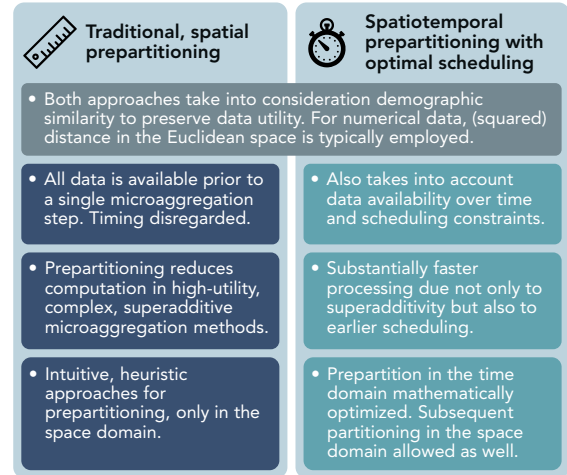 Traditional, spatial
prepartitioning
Spatiotemporal
prepartitioning with
optimal scheduling
• Both approaches take into consideration demographic
similarity to preserve data utility. For numerical data, (squared)
distance in the Euclidean space is typically employed.
• All data is available prior to
a single microaggregation
step. Timing disregarded.
• Also takes into account
data availability over time
and scheduling constraints.
• Prepartitioning reduces
computation in high-utility,
complex, superadditive
microaggregation methods.
• Substantially faster
processing due not only to
superadditivity but also to
earlier scheduling.
• Intuitive, heuristic
approaches for
prepartitioning, only in the
space domain.
• Prepartition in the time
domain mathematically
optimized. Subsequent
partitioning in the space
domain allowed as well.